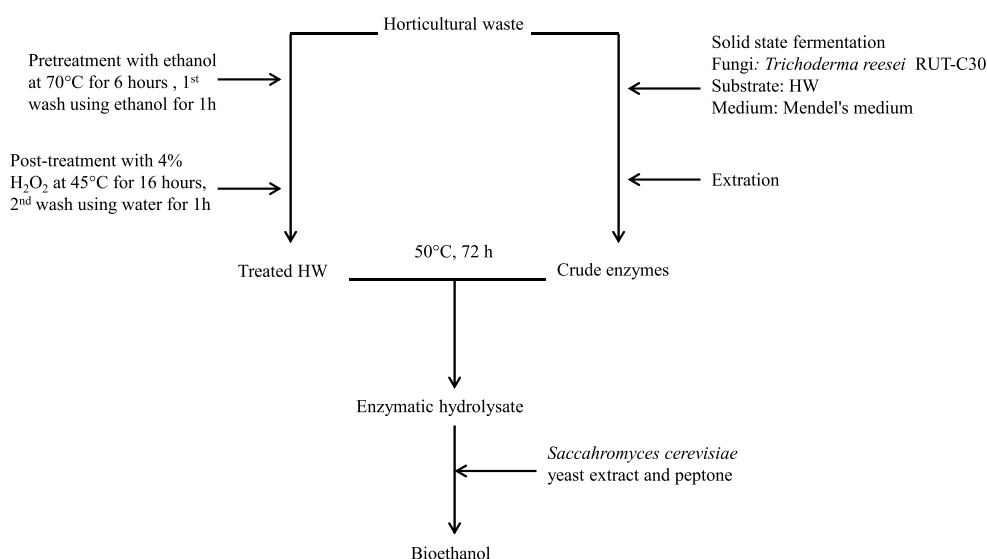 Horticultural waste
Pretreatment with ethanol
at 70°C for 6 hours , 1st
wash using ethanol for 1h
Solid state fermentation
Fungi: Trichoderma reesei RUT-C30
Substrate: HW
Medium: Mendel's medium
Post-treatment with 4%
H2O2 at 45°C for 16 hours,
2nd wash using water for 1h
Extration
50°C, 72 h
Treated HW
Crude enzymes
Enzymatic hydrolysate
Saccahromyces cerevisiae
yeast extract and peptone
Bioethanol